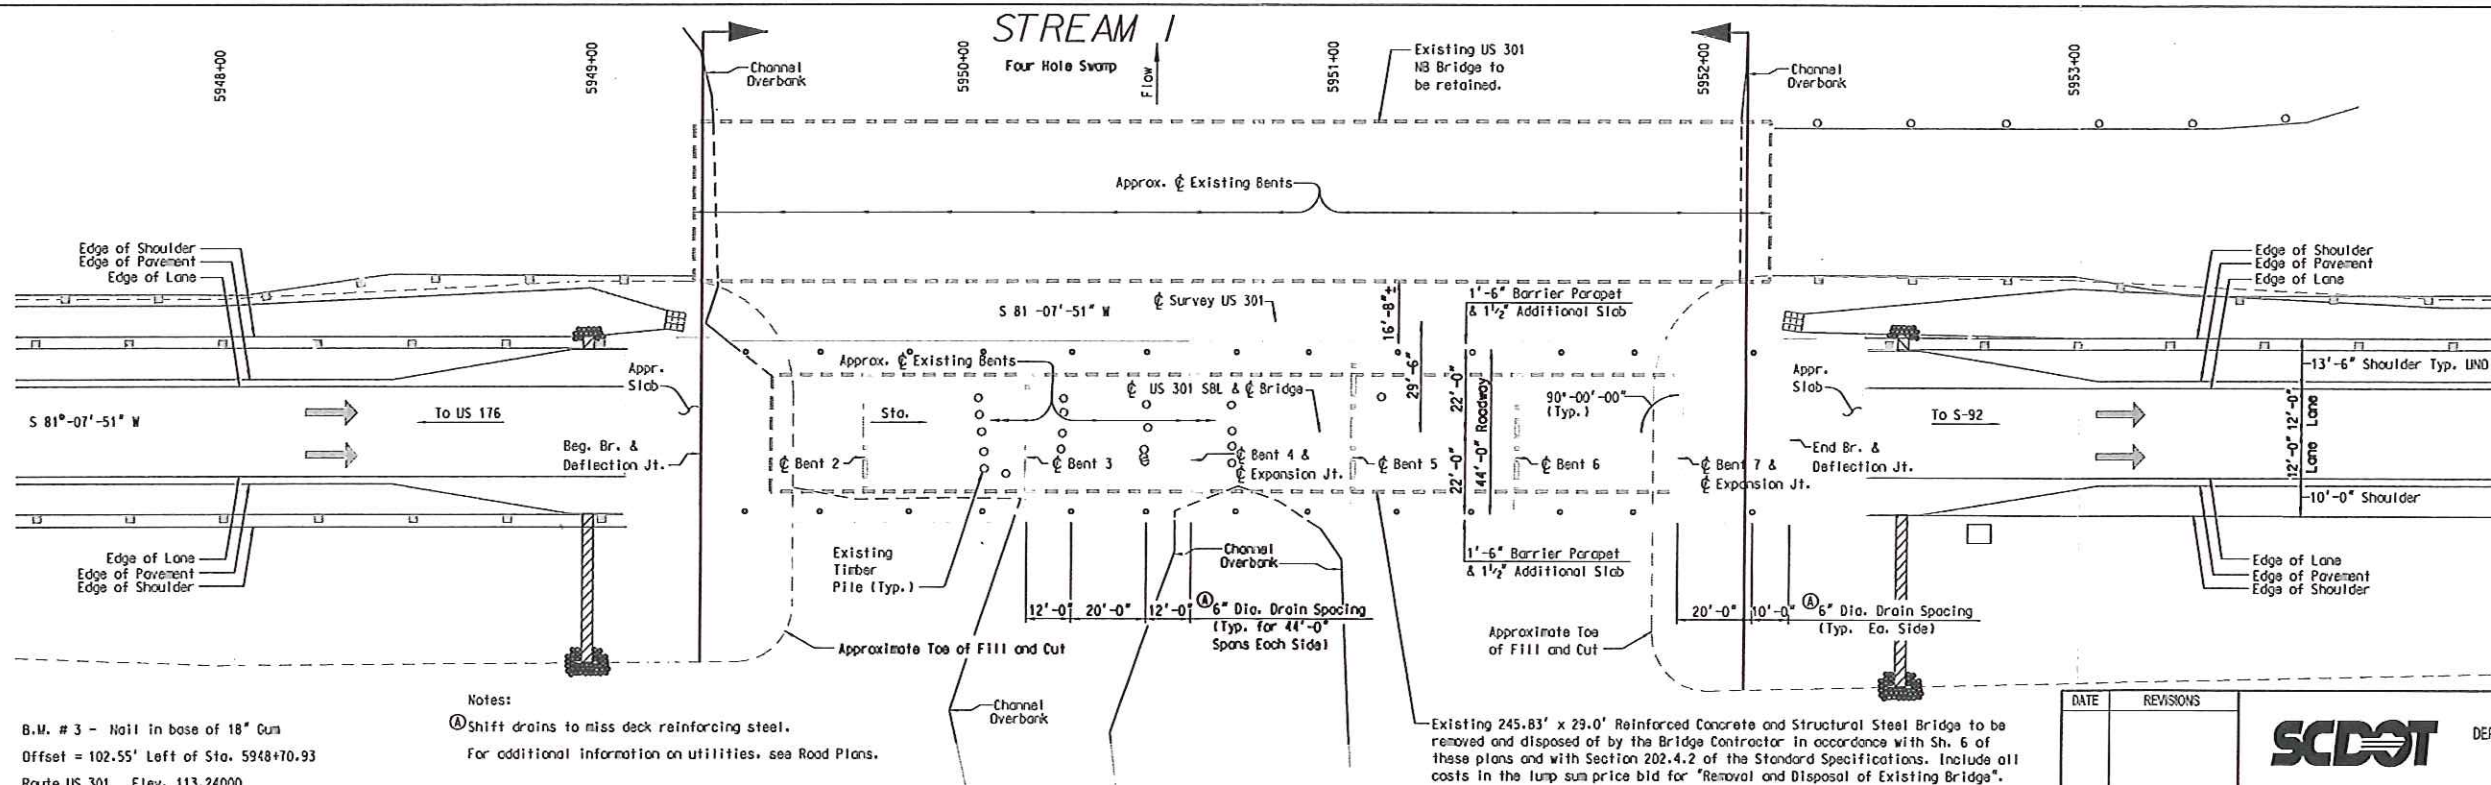 STREAM 1
Four Hole Swamp
Flow
5948+00
5949+00
5950+00
5951+00
5952+00
5953+00
Channel
Overbank
Existing US 301
NB Bridge to
be retained.
Channel
Overbank
Approx. ℄ Existing Bents
Edge of Shoulder
Edge of Pavement
Edge of Lane
Edge of Shoulder
Edge of Pavement
Edge of Lane
S 81 -07'-51" W
℄ Survey US 301
16'-8"±
1'-6" Barrier Parapet
& 1 1/2" Additional Slab
29'-6"
Approx. ℄ Existing Bents
Appr.
Slab
℄ US 301 SBL & ℄ Bridge
22'-0"
22'-0"
44'-0" Roadway
90°-00'-00"
(Typ.)
Appr.
Slab
13'-6" Shoulder Typ. UNO
12'-0"
Lane
12'-0"
Lane
10'-0" Shoulder
S 81°-07'-51" W
To US 176
Sta.
To S-92
Beg. Br. &
Deflection Jt.
℄ Bent 2
℄ Bent 3
℄ Bent 4 &
℄ Expansion Jt.
℄ Bent 5
℄ Bent 6
℄ Bent 7 &
℄ Expansion Jt.
End Br. &
Deflection Jt.
Edge of Lane
Edge of Pavement
Edge of Shoulder
Existing
Timber
Pile (Typ.)
Channel
Overbank
1'-6" Barrier Parapet
& 1 1/2" Additional Slab
Edge of Lane
Edge of Pavement
Edge of Shoulder
12'-0" 20'-0" 12'-0" Ⓐ 6" Dia. Drain Spacing
(Typ. for 44'-0"
Spans Each Side)
20'-0" 10'-0" Ⓐ 6" Dia. Drain Spacing
(Typ. Ea. Side)
Approximate Toe of Fill and Cut
Approximate Toe
of Fill and Cut
Channel
Overbank
Notes:
Ⓐ Shift drains to miss deck reinforcing steel.
For additional information on utilities, see Road Plans.
B.M. # 3 - Nail in base of 18" Gum
Offset = 102.55' Left of Sta. 5948+70.93
Route US 301 Elev. 113.24000
Existing 245.83' x 29.0' Reinforced Concrete and Structural Steel Bridge to be
removed and disposed of by the Bridge Contractor in accordance with Sh. 6 of
these plans and with Section 202.4.2 of the Standard Specifications. Include all
costs in the lump sum price bid for "Removal and Disposal of Existing Bridge".
DATE REVISIONS
SCDOT